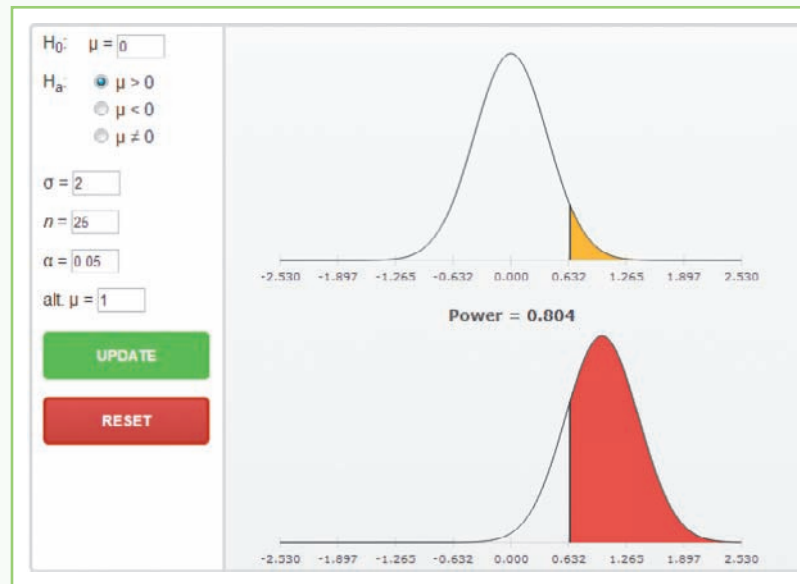 H0: μ = 0
Ha: μ > 0
μ < 0
μ ≠ 0
σ = 2
n = 25
α = 0.05
alt. μ = 1
UPDATE
RESET
-2.530 -1.897 -1.265 -0.632 0.000 0.632 1.265 1.897 2.530
Power = 0.804
-2.530 -1.897 -1.265 -0.632 0.000 0.632 1.265 1.897 2.530